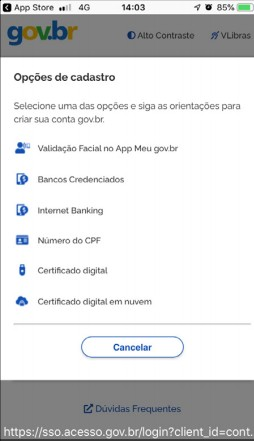 App Store 4G 14:03 85%
gov.br Alto Contraste VLibras
Opções de cadastro
Selecione uma das opções e siga as orientações para
criar sua conta gov.br.
Validação Facial no App Meu gov.br
Bancos Credenciados
Internet Banking
Número do CPF
Certificado digital
Certificado digital em nuvem
Cancelar
Dúvidas Frequentes
https://sso.acesso.gov.br/login?client_id=cont.